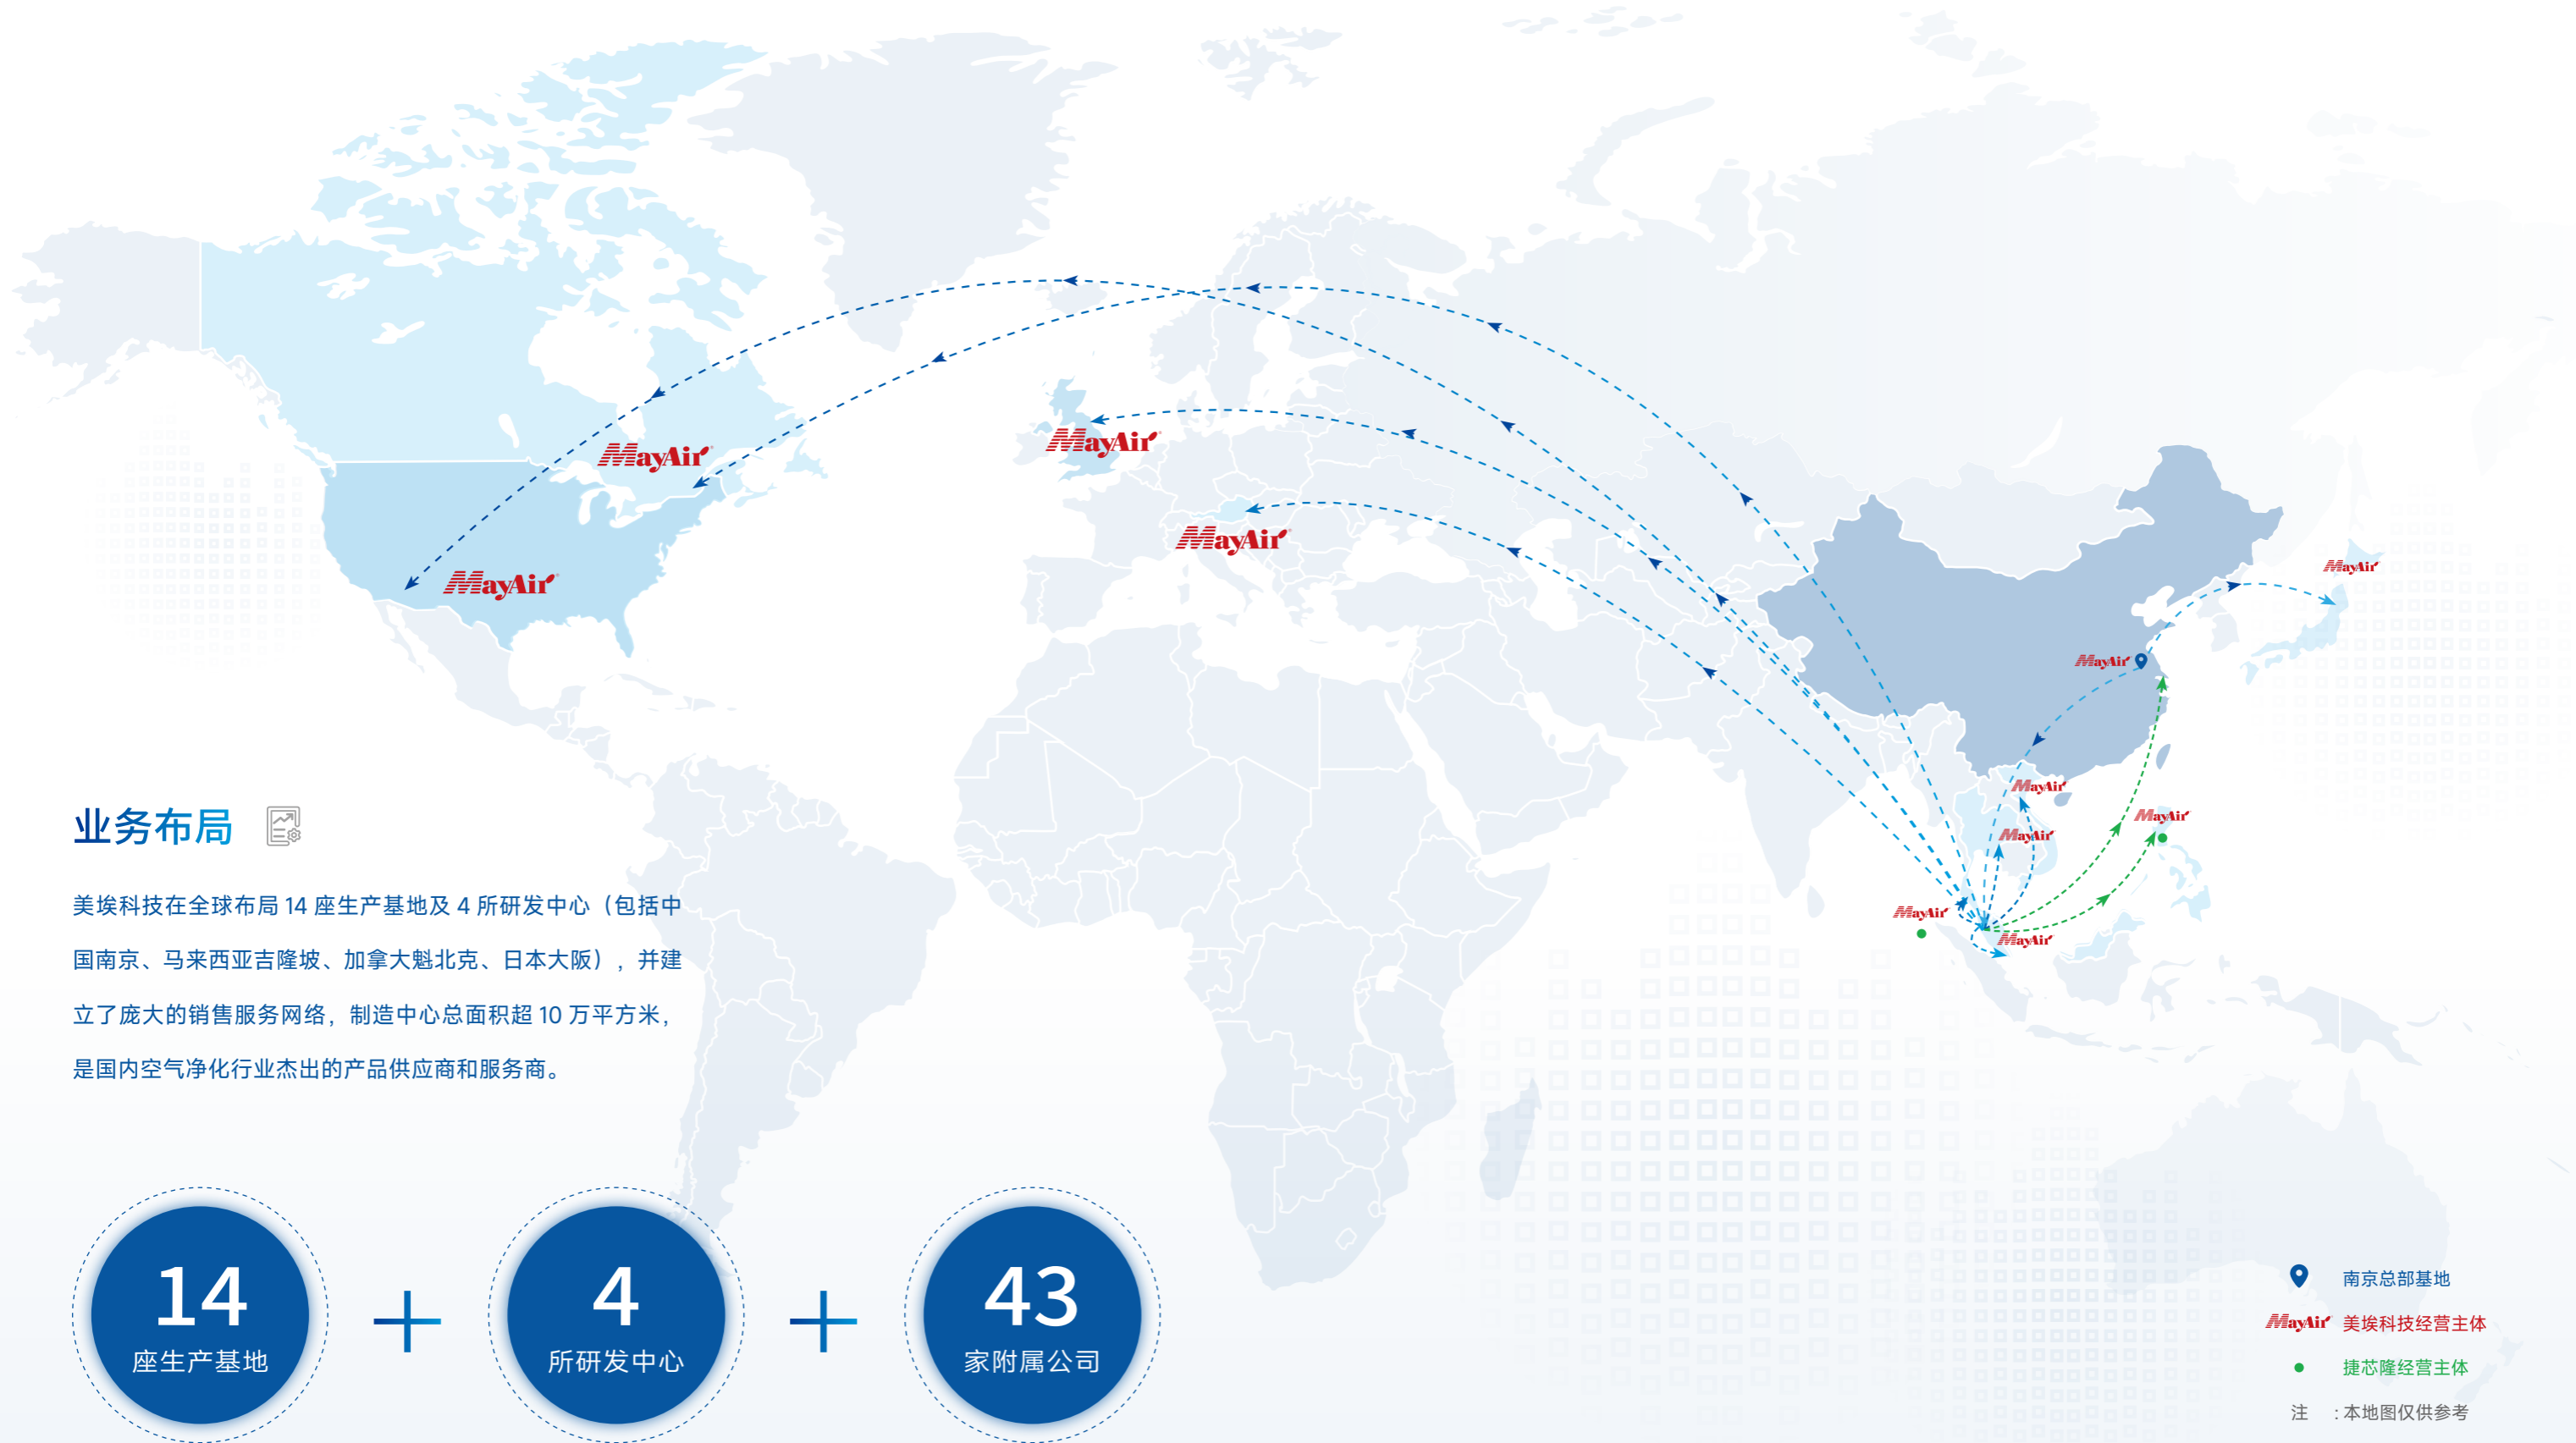 MayAir
MayAir
MayAir
MayAir
MayAir
MayAir
MayAir
MayAir
MayAir
MayAir
MayAir
业务布局
美埃科技在全球布局 14 座生产基地及 4 所研发中心（包括中
国南京、马来西亚吉隆坡、加拿大魁北克、日本大阪），并建
立了庞大的销售服务网络，制造中心总面积超 10 万平方米，
是国内空气净化行业杰出的产品供应商和服务商。
14
座生产基地
4
所研发中心
43
家附属公司
南京总部基地
MayAir 美埃科技经营主体
捷芯隆经营主体
注 : 本地图仅供参考